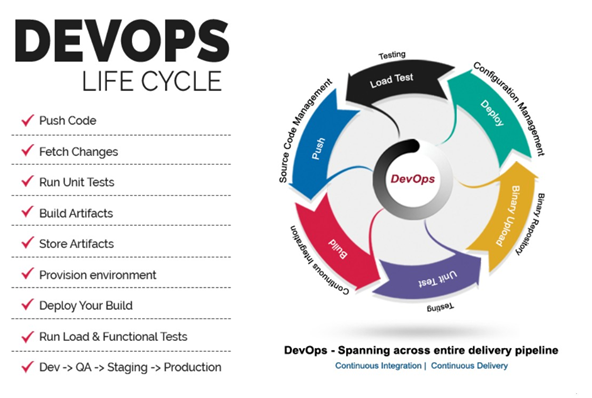 DEVOPS
LIFE CYCLE
Push Code
Fetch Changes
Run Unit Tests
Build Artifacts
Store Artifacts
Provision environment
Deploy Your Build
Run Load & Functional Tests
Dev -> QA -> Staging -> Production
Testing
Load Test
Configuration Management
Deploy
Binary Repository
Binary Upload
Testing
Unit Test
Continuous Integration
Build
Source Code Management
Push
DevOps
DevOps - Spanning across entire delivery pipeline
Continuous Integration | Continuous Delivery